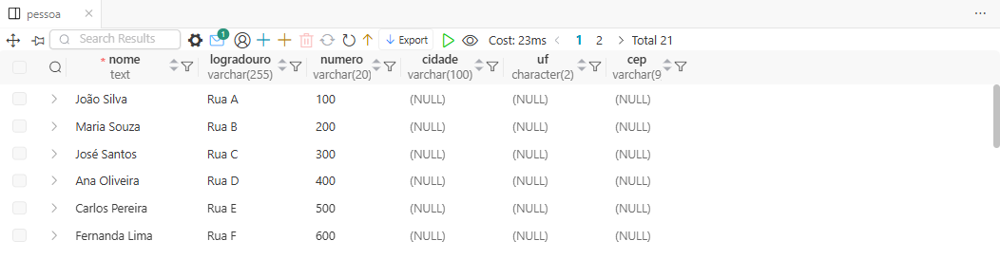 pessoa
Search Results 1 Export Cost: 23ms 1 2 Total 21
* nome logradouro numero cidade uf cep
text varchar(255) varchar(20) varchar(100) character(2) varchar(9
João Silva Rua A 100 (NULL) (NULL) (NULL)
Maria Souza Rua B 200 (NULL) (NULL) (NULL)
José Santos Rua C 300 (NULL) (NULL) (NULL)
Ana Oliveira Rua D 400 (NULL) (NULL) (NULL)
Carlos Pereira Rua E 500 (NULL) (NULL) (NULL)
Fernanda Lima Rua F 600 (NULL) (NULL) (NULL)